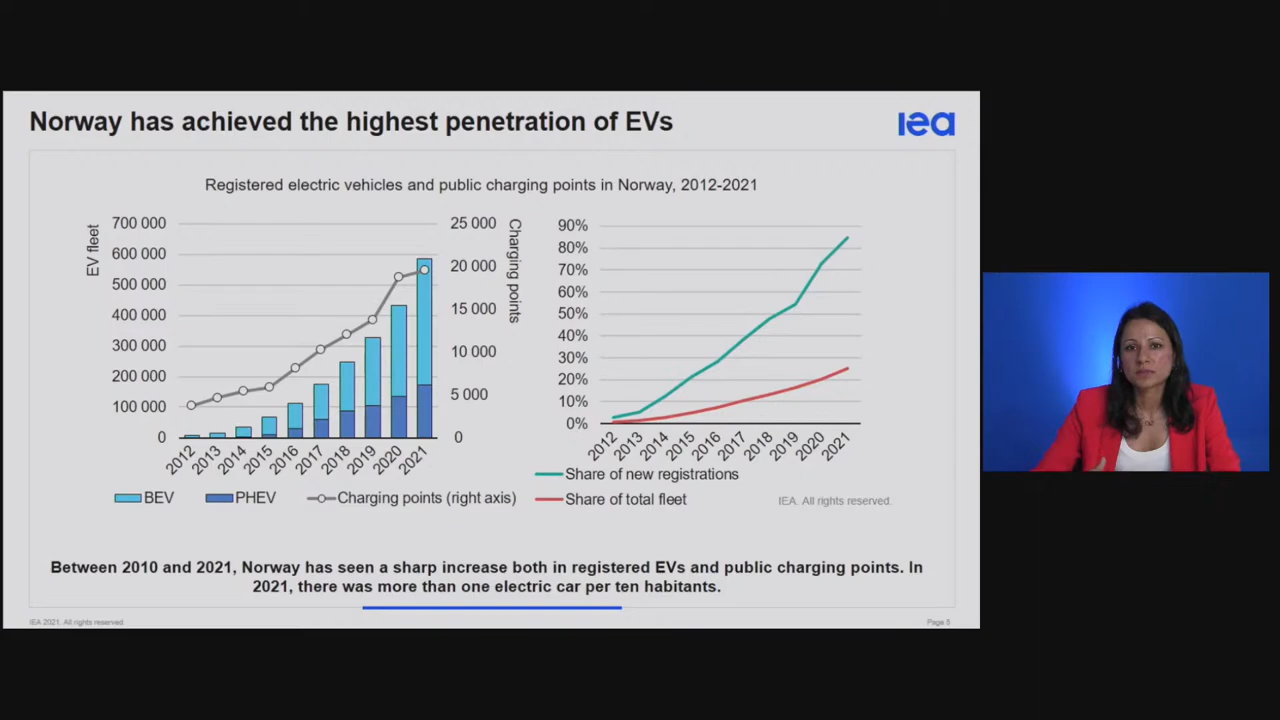 Norway has achieved the highest penetration of EVs
iea
Registered electric vehicles and public charging points in Norway, 2012-2021
EV fleet
700 000
600 000
500 000
400 000
300 000
200 000
100 000
0
25 000
20 000
15 000
10 000
5 000
0
Charging points
2012
2013
2014
2015
2016
2017
2018
2019
2020
2021
BEV
PHEV
Charging points (right axis)
90%
80%
70%
60%
50%
40%
30%
20%
10%
0%
2012
2013
2014
2015
2016
2017
2018
2019
2020
2021
Share of new registrations
Share of total fleet
IEA. All rights reserved.
Between 2010 and 2021, Norway has seen a sharp increase both in registered EVs and public charging points. In
2021, there was more than one electric car per ten habitants.
IEA 2021. All rights reserved.
Page 5